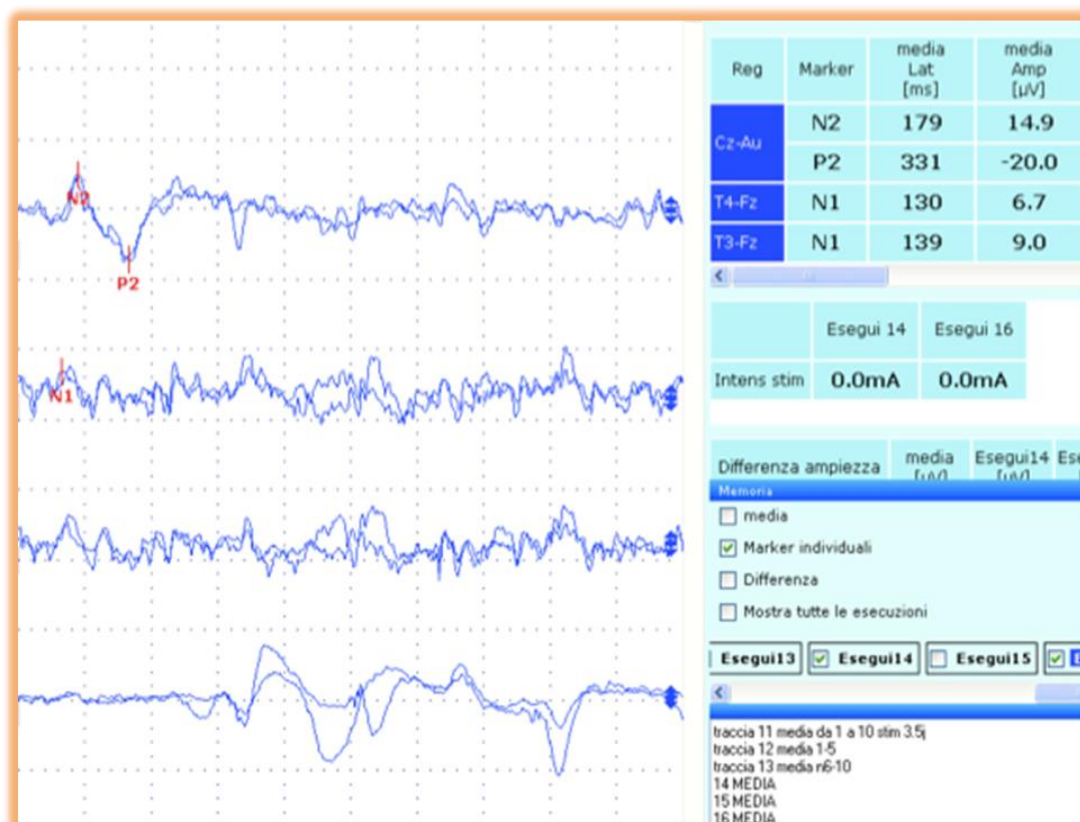 N2
P2
N1
Reg Marker media Lat [ms] media Amp [µV]
Cz-Au N2 179 14.9
P2 331 -20.0
T4-Fz N1 130 6.7
T3-Fz N1 139 9.0
Esegui 14 Esegui 16
Intens stim 0.0mA 0.0mA
Differenza ampiezza media [µV] Esegui14 [µV] Ese
Memoria
media
Marker individuali
Differenza
Mostra tutte le esecuzioni
Esegui13 Esegui14 Esegui15 E
traccia 11 media da 1 a 10 stim 3.5j
traccia 12 media 1-5
traccia 13 media n6-10
14 MEDIA
15 MEDIA
16 MEDIA